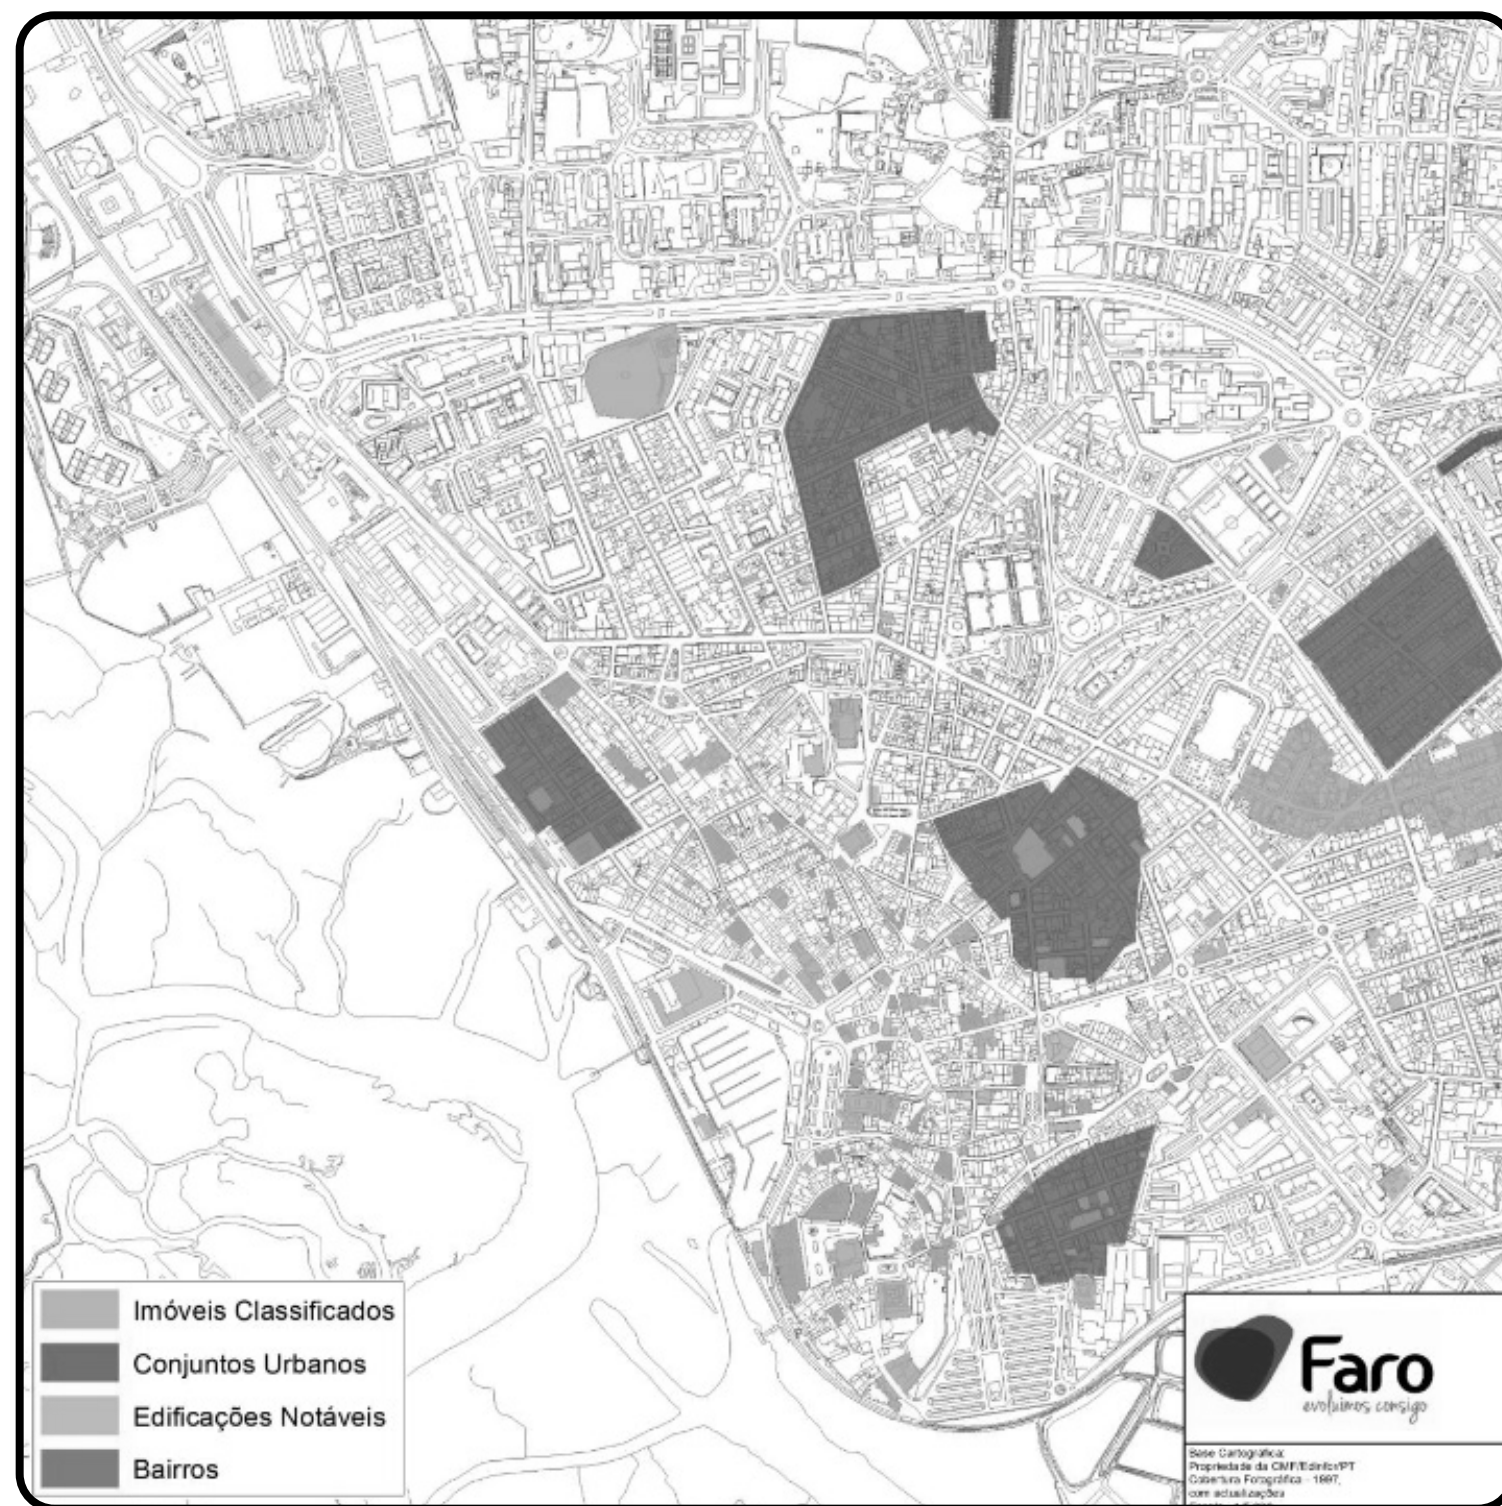 Imóveis Classificados
Conjuntos Urbanos
Edificações Notáveis
Bairros
Faro
evoluímos consigo
Base Cartográfica:
Propriedade da CMF/Edinfor/PT
Cobertura Fotográfica - 1997,
com actualizações